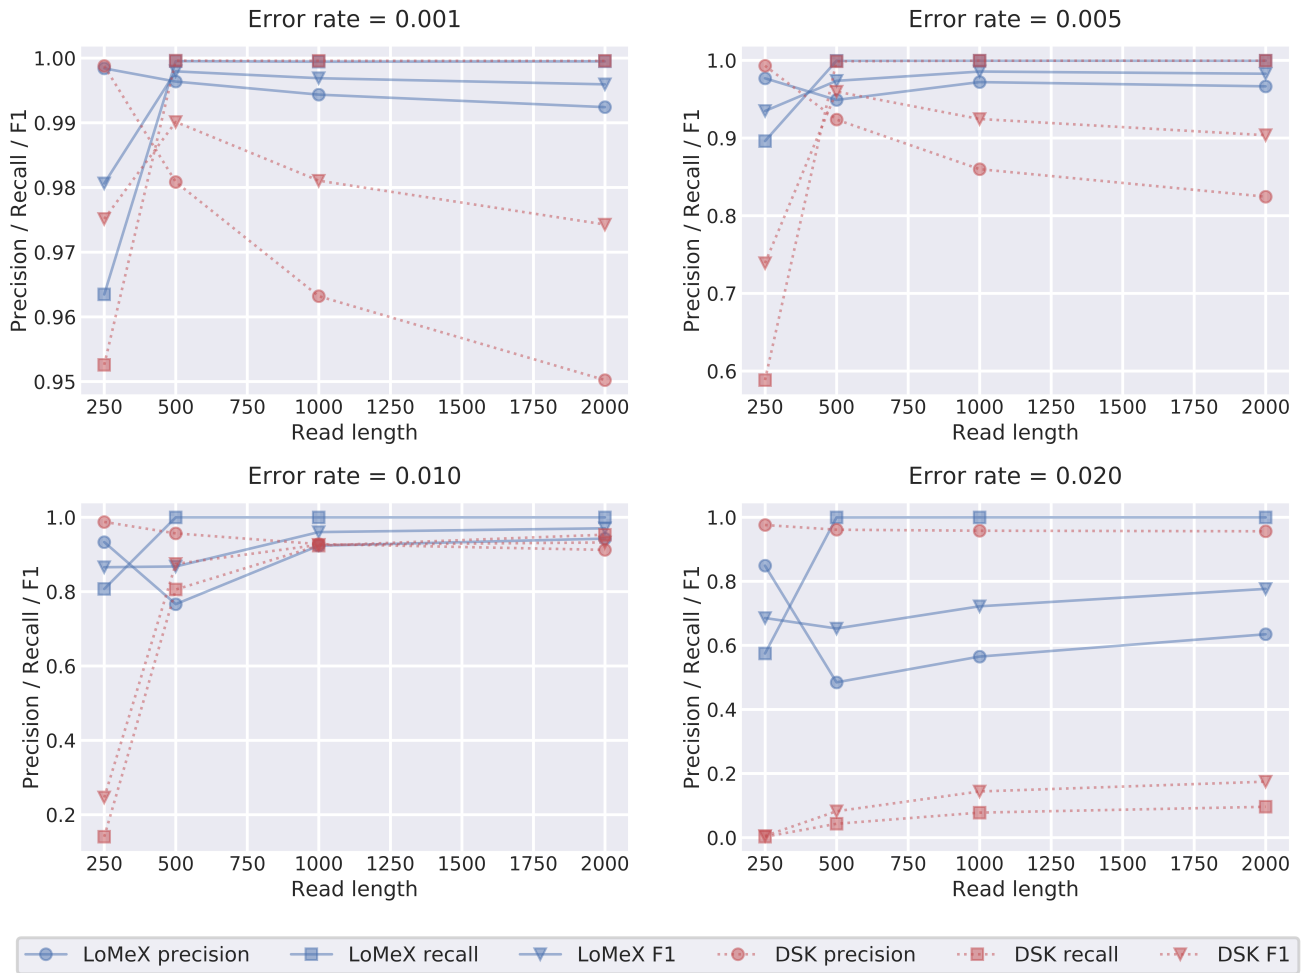 Error rate = 0.001
Error rate = 0.005
Precision / Recall / F1
1.00
0.99
0.98
0.97
0.96
0.95
250 500 750 1000 1250 1500 1750 2000
Read length
Precision / Recall / F1
1.0
0.9
0.8
0.7
0.6
250 500 750 1000 1250 1500 1750 2000
Read length
Error rate = 0.010
Error rate = 0.020
Precision / Recall / F1
1.0
0.8
0.6
0.4
0.2
250 500 750 1000 1250 1500 1750 2000
Read length
Precision / Recall / F1
1.0
0.8
0.6
0.4
0.2
0.0
250 500 750 1000 1250 1500 1750 2000
Read length
LoMeX precision LoMeX recall LoMeX F1 DSK precision DSK recall DSK F1